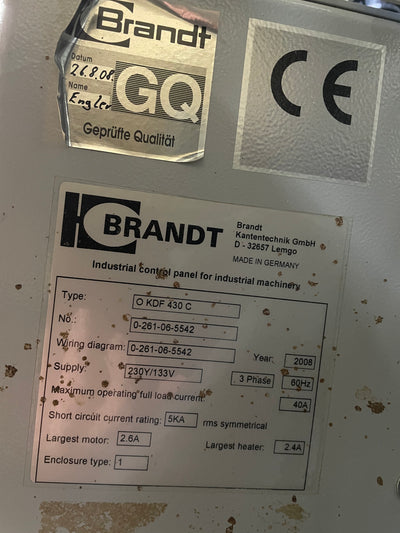 Brandt
Datum
26.8.08.
Name
Engler
GQ
Geprüfte Qualität
CE
BRANDT
Brandt
Kantentechnik GmbH
D - 32657 Lemgo
MADE IN GERMANY
Industrial control panel for industrial machinery
Type: O KDF 430 C
No.: 0-261-06-5542
Wiring diagram: 0-261-06-5542 Year: 2008
Supply: 230Y/133V 3 Phase 60Hz
Maximum operating full load current 40A
Short circuit current rating: 5KA rms symmetrical
Largest motor: 2.6A Largest heater: 2.4A
Enclosure type: 1